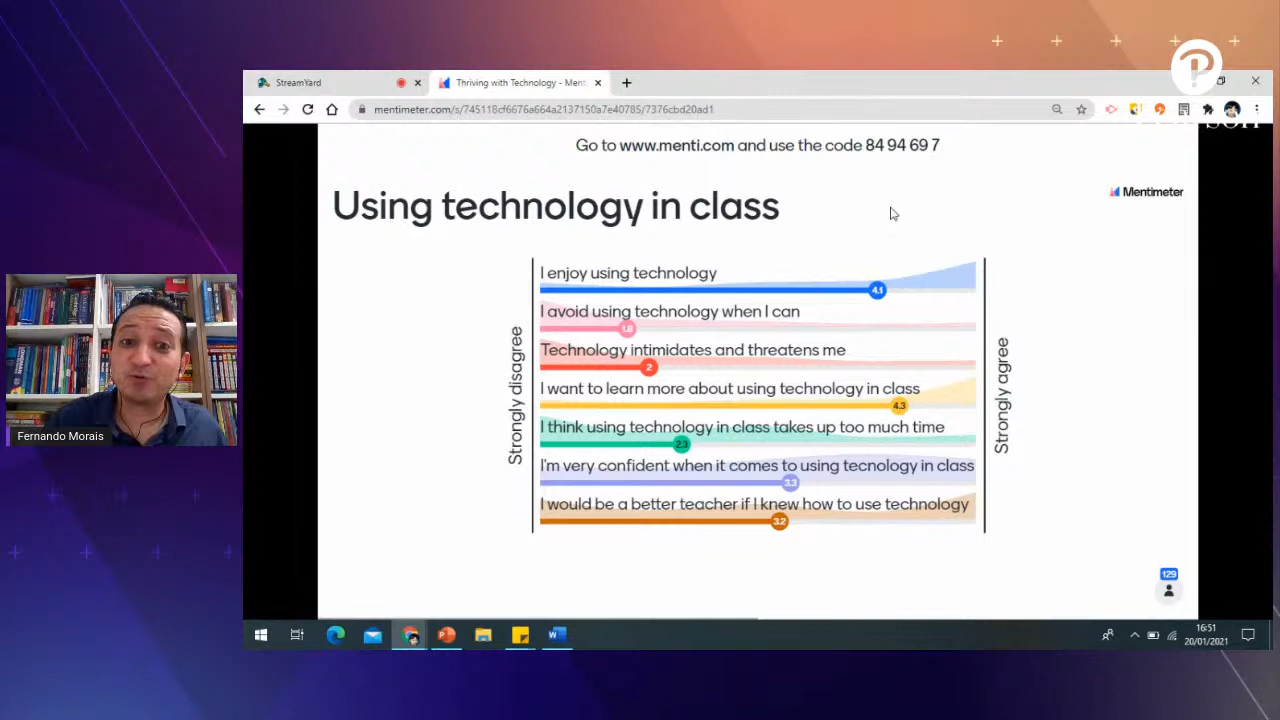 StreamYard
Thriving with Technology - Ment
mentimeter.com/s/745118cf6676a664a2137150a7e40785/7376cbd20ad1
Go to www.menti.com and use the code 84 94 69 7
Using technology in class
Mentimeter
Strongly disagree
I enjoy using technology
4.1
I avoid using technology when I can
1.8
Technology intimidates and threatens me
2
I want to learn more about using technology in class
4.3
I think using technology in class takes up too much time
2.3
I'm very confident when it comes to using tecnology in class
3.3
I would be a better teacher if I knew how to use technology
3.2
Strongly agree
129
Fernando Morais
16:51
20/01/2021